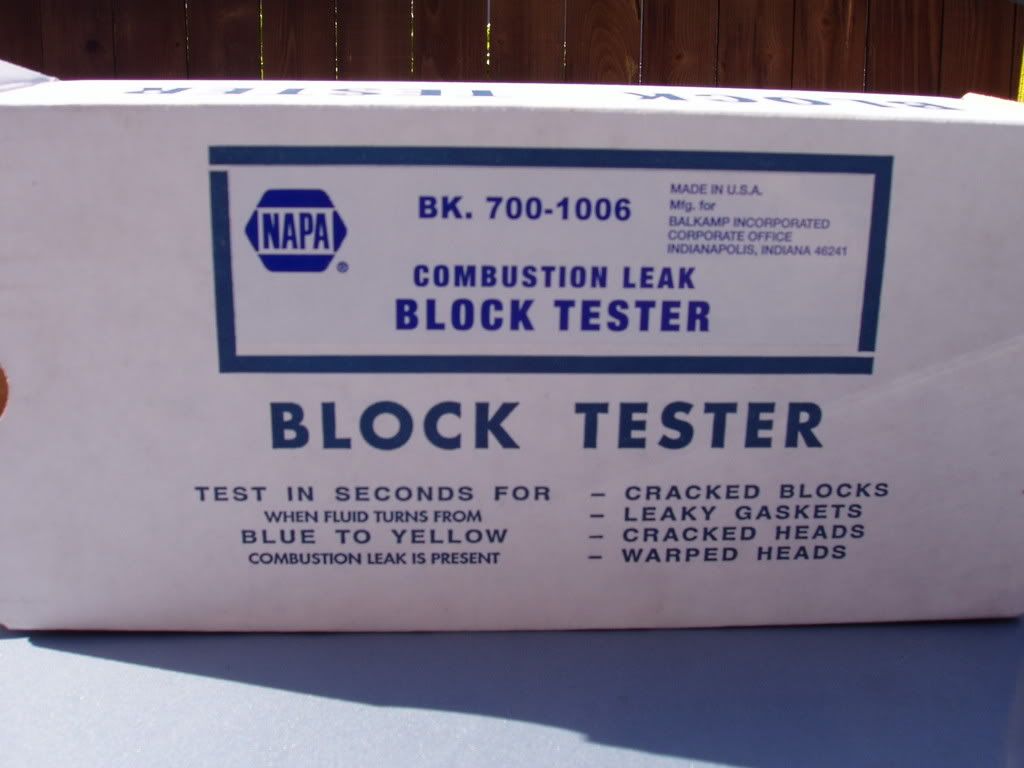 BLOCK TESTER
NAPA
®
BK. 700-1006
MADE IN U.S.A.
Mfg. for
BALKAMP INCORPORATED
CORPORATE OFFICE
INDIANAPOLIS, INDIANA 46241
COMBUSTION LEAK
BLOCK TESTER
BLOCK TESTER
TEST IN SECONDS FOR
WHEN FLUID TURNS FROM
BLUE TO YELLOW
COMBUSTION LEAK IS PRESENT
– CRACKED BLOCKS
– LEAKY GASKETS
– CRACKED HEADS
– WARPED HEADS